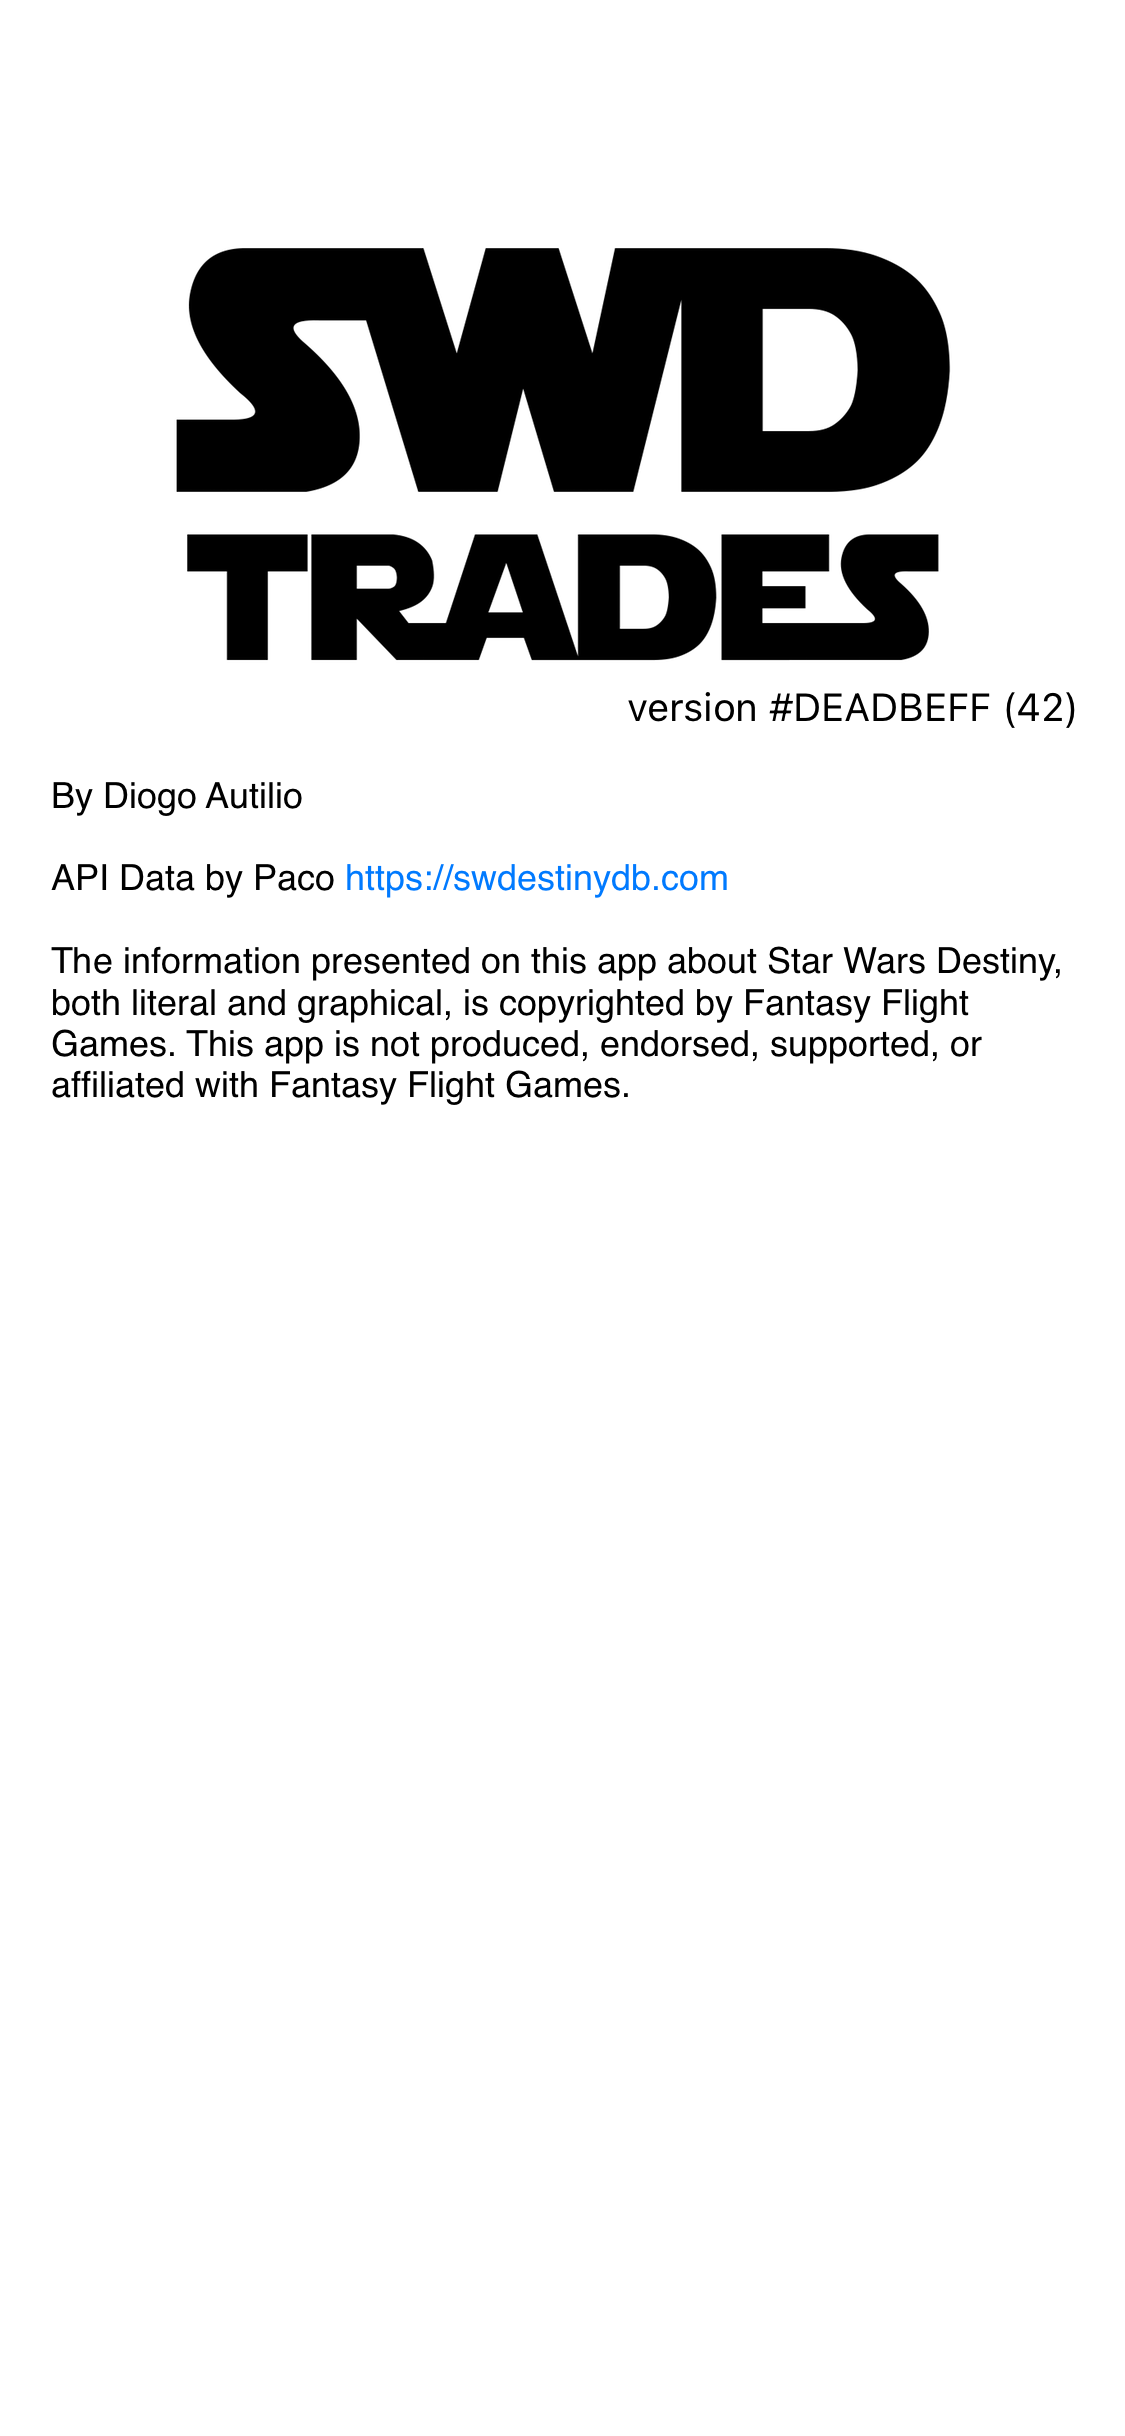 SWD
TRADES
version #DEADBEFF (42)
By Diogo Autilio
API Data by Paco https://swdestinydb.com
The information presented on this app about Star Wars Destiny,
both literal and graphical, is copyrighted by Fantasy Flight
Games. This app is not produced, endorsed, supported, or
affiliated with Fantasy Flight Games.